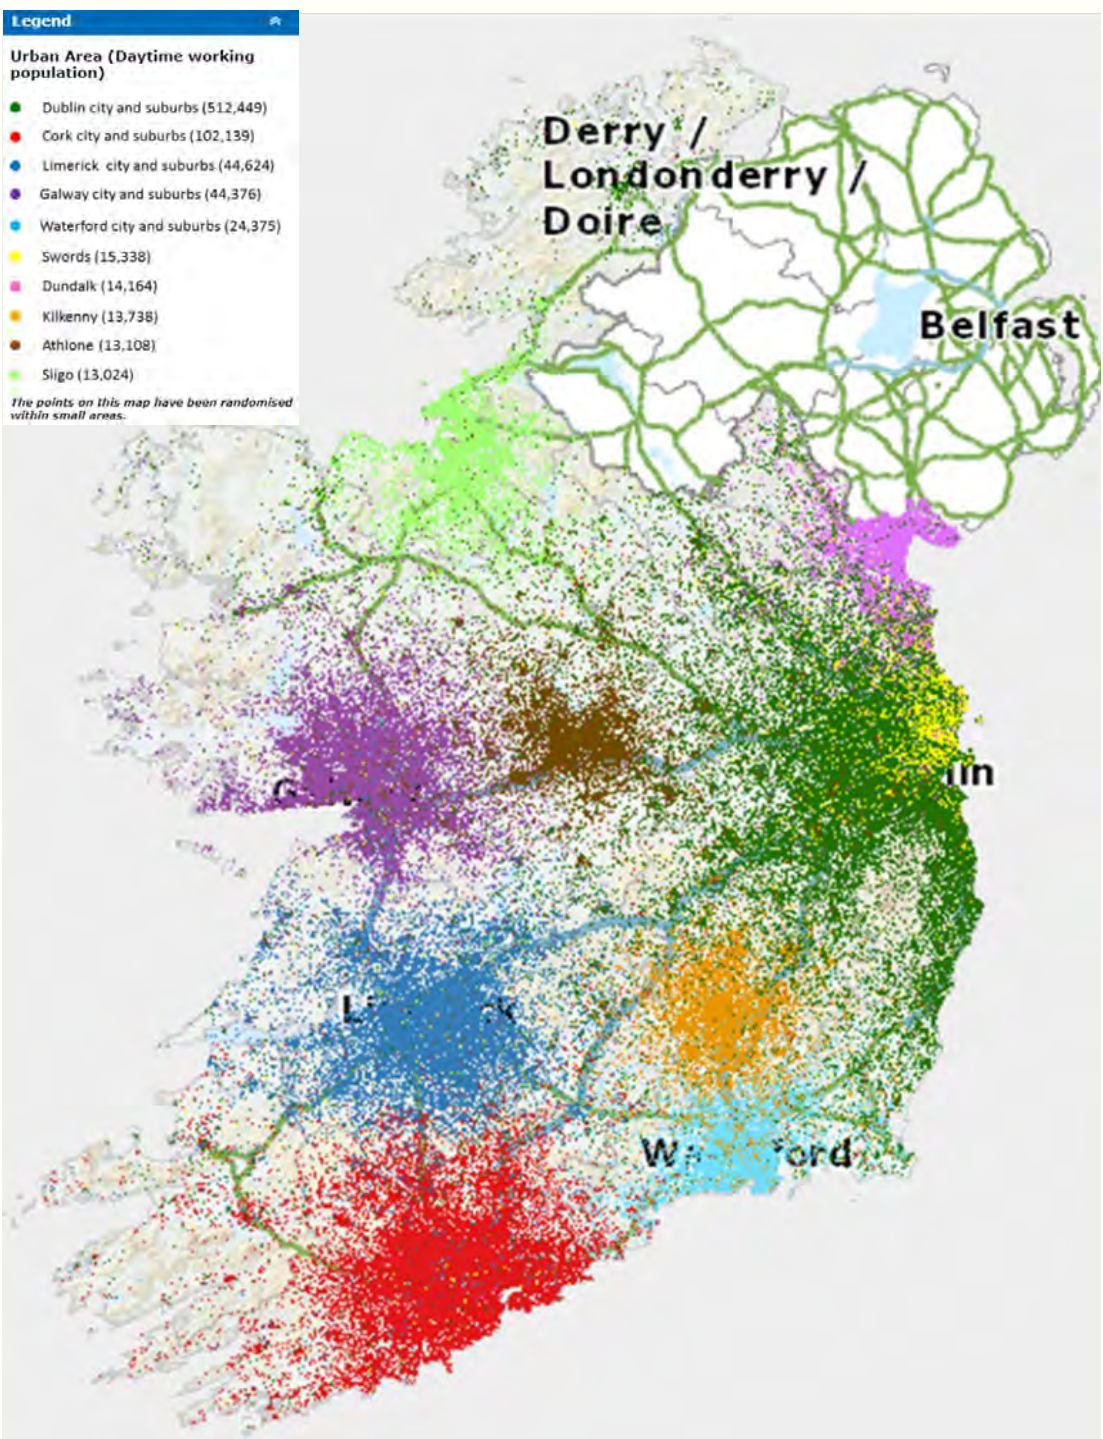 Legend
Urban Area (Daytime working
population)
Dublin city and suburbs (512,449)
Cork city and suburbs (102,139)
Limerick city and suburbs (44,624)
Galway city and suburbs (44,376)
Waterford city and suburbs (24,375)
Swords (15,338)
Dundalk (14,164)
Kilkenny (13,738)
Athlone (13,108)
Sligo (13,024)
The points on this map have been randomised
within small areas.
Derry /
Londonderry /
Doire
Belfast